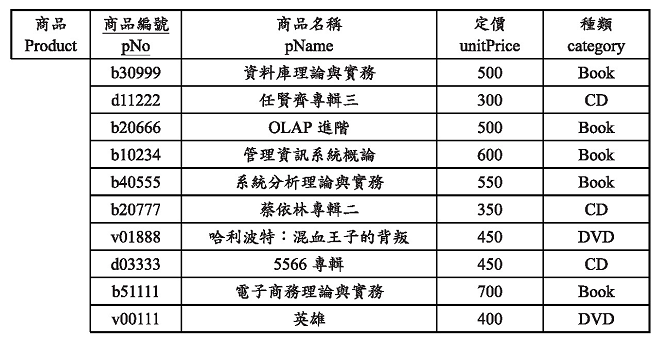 商品 商品編號 商品名稱 定價 種類
Product pNo pName unitPrice category
b30999 資料庫理論與實務 500 Book
d11222 任賢齊專輯三 300 CD
b20666 OLAP 進階 500 Book
b10234 管理資訊系統概論 600 Book
b40555 系統分析理論與實務 550 Book
b20777 蔡依林專輯二 350 CD
v01888 哈利波特：混血王子的背叛 450 DVD
d03333 5566 專輯 450 CD
b51111 電子商務理論與實務 700 Book
v00111 英雄 400 DVD